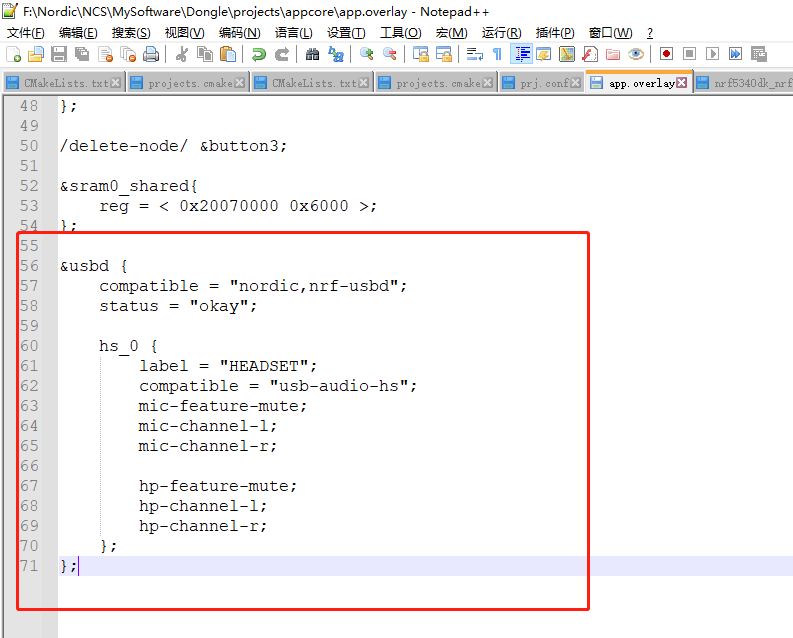 F:\Nordic\NCS\MySoftware\Dongle\projects\appcore\app.overlay - Notepad++
文件(F) 编辑(E) 搜索(S) 视图(V) 编码(N) 语言(L) 设置(T) 工具(O) 宏(M) 运行(R) 插件(P) 窗口(W) ?
CMakeLists.txt projects.cmake CMakeLists.txt projects.cmake prj.conf app.overlay nrf5340dk_nrf
48 };
49
50 /delete-node/ &button3;
51
52 &sram0_shared{
53 reg = < 0x20070000 0x6000 >;
54 };
55
56 &usbd {
57 compatible = "nordic,nrf-usbd";
58 status = "okay";
59
60 hs_0 {
61 label = "HEADSET";
62 compatible = "usb-audio-hs";
63 mic-feature-mute;
64 mic-channel-l;
65 mic-channel-r;
66
67 hp-feature-mute;
68 hp-channel-l;
69 hp-channel-r;
70 };
71 };